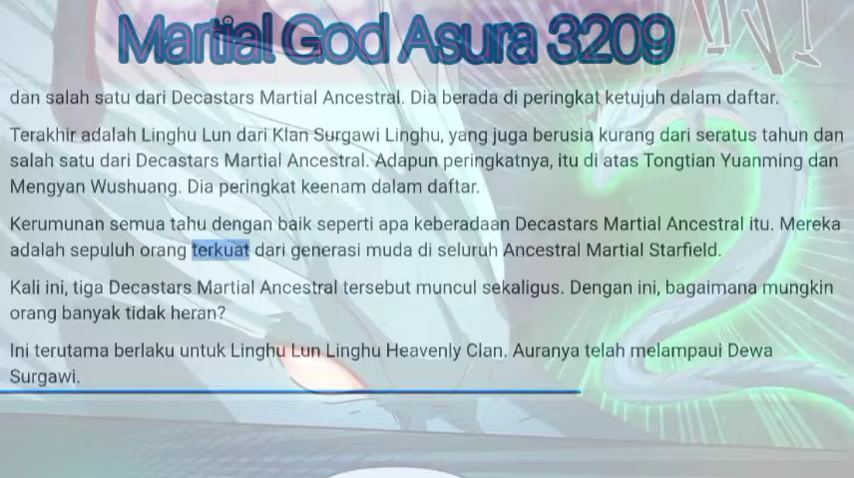 Martial God Asura 3209
dan salah satu dari Decastars Martial Ancestral. Dia berada di peringkat ketujuh dalam daftar.
Terakhir adalah Linghu Lun dari Klan Surgawi Linghu, yang juga berusia kurang dari seratus tahun dan
salah satu dari Decastars Martial Ancestral. Adapun peringkatnya, itu di atas Tongtian Yuanming dan
Mengyan Wushuang. Dia peringkat keenam dalam daftar.
Kerumunan semua tahu dengan baik seperti apa keberadaan Decastars Martial Ancestral itu. Mereka
adalah sepuluh orang terkuat dari generasi muda di seluruh Ancestral Martial Starfield.
Kali ini, tiga Decastars Martial Ancestral tersebut muncul sekaligus. Dengan ini, bagaimana mungkin
orang banyak tidak heran?
Ini terutama berlaku untuk Linghu Lun Linghu Heavenly Clan. Auranya telah melampaui Dewa
Surgawi.